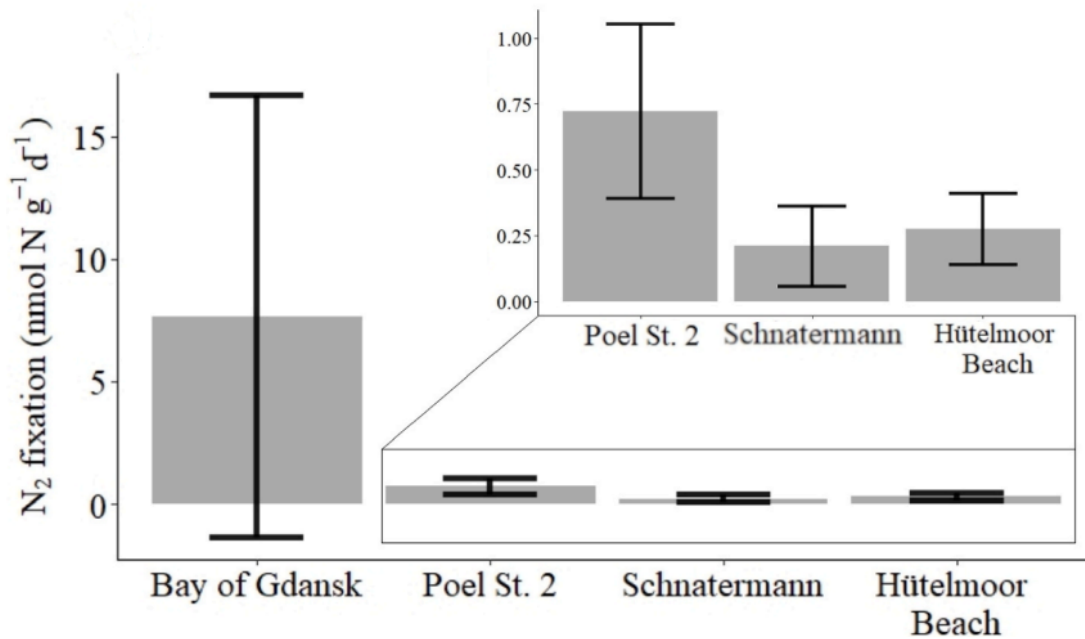 N₂ fixation (nmol N g⁻¹ d⁻¹)
15
10
5
0
Bay of Gdansk
Poel St. 2
Schnatermann
Hütelmoor
Beach
1.00
0.75
0.50
0.25
0.00
Poel St. 2
Schnatermann
Hütelmoor
Beach